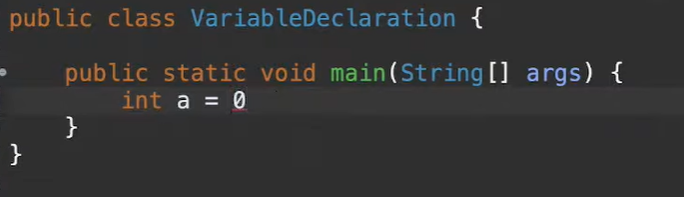 public class VariableDeclaration {
    public static void main(String[] args) {
        int a = 0
    }
}